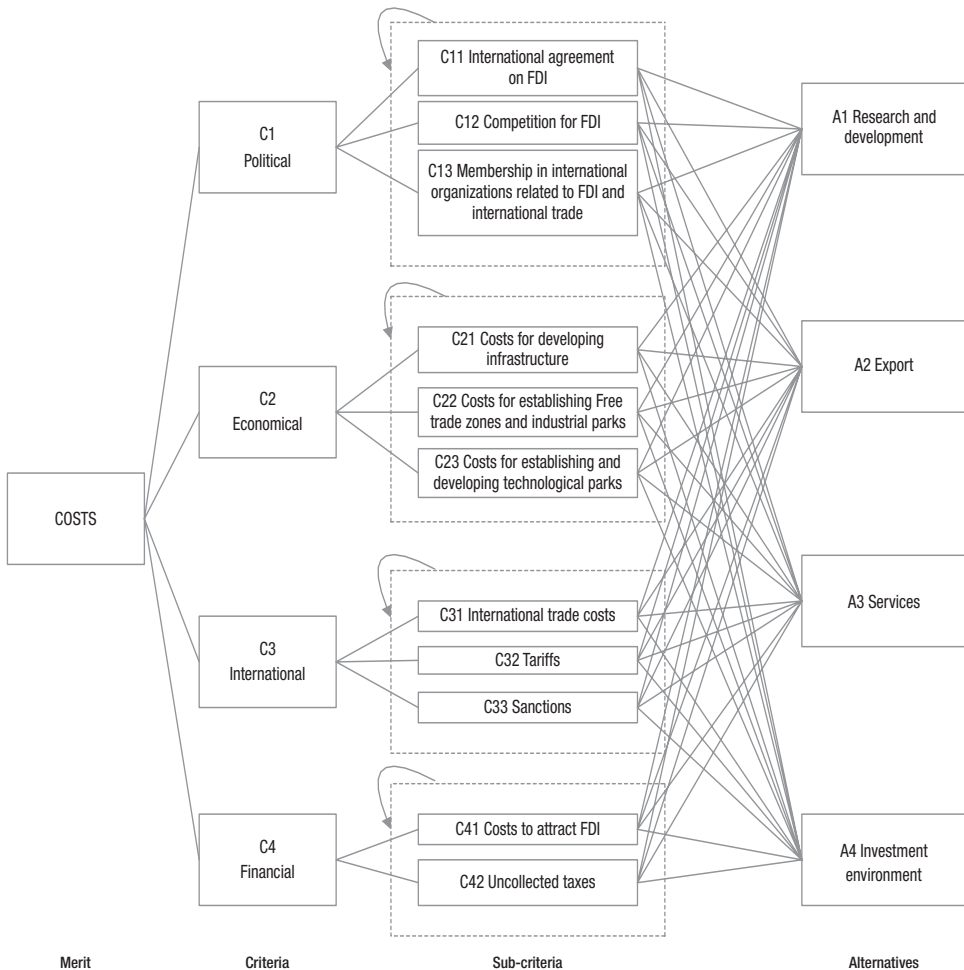 COSTS
C1
Political
C2
Economical
C3
International
C4
Financial
C11 International agreement
on FDI
C12 Competition for FDI
C13 Membership in international
organizations related to FDI and
international trade
C21 Costs for developing
infrastructure
C22 Costs for establishing Free
trade zones and industrial parks
C23 Costs for establishing and
developing technological parks
C31 International trade costs
C32 Tariffs
C33 Sanctions
C41 Costs to attract FDI
C42 Uncollected taxes
A1 Research and
development
A2 Export
A3 Services
A4 Investment
environment
Merit
Criteria
Sub-criteria
Alternatives